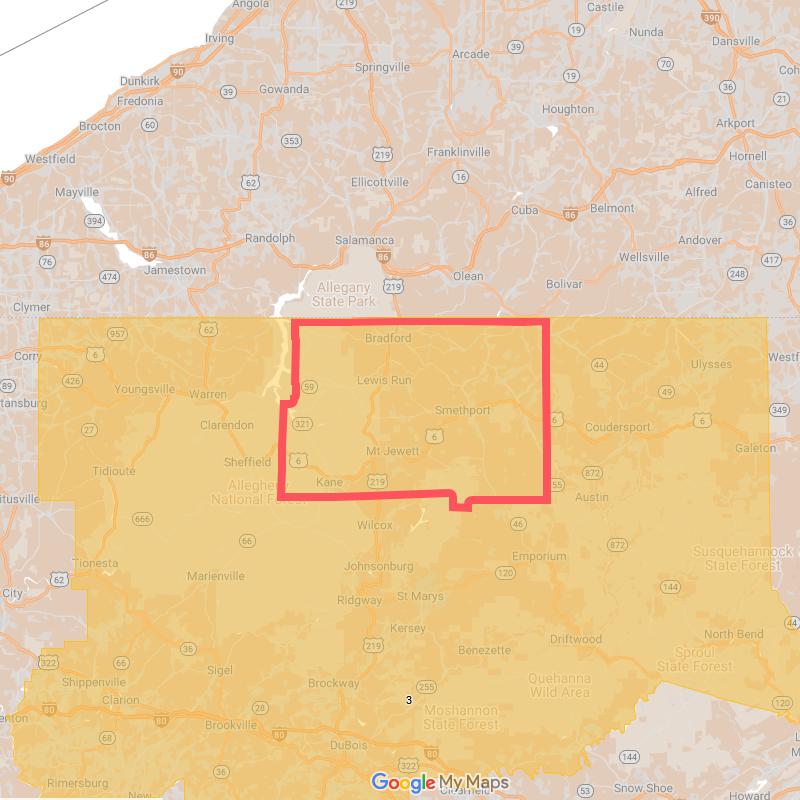 Angola
219
Castile
Irving
19
Nunda
390
Dansville
Arcade
39
90
Springville
70
Dunkirk
39
Gowanda
19
36
Fredonia
21
Brocton
60
Houghton
Arkport
353
219
Franklinville
Hornell
Westfield
90
62
Ellicottville
16
Canisteo
Mayville
Alfred
394
Cuba
86
Belmont
36
86
Randolph
Salamanca
Andover
76
86
86
Wellsville
417
474
Jamestown
Olean
248
Allegany
State Park
219
Bolivar
Clymer
957
62
Bradford
Corry
6
44
Ulysses
Westf
89
426
Youngsville
Warren
59
Lewis Run
49
tansburg
Smethport
349
27
Clarendon
321
6
6
Coudersport
6
Tidioute
Sheffield
6
Mt Jewett
Galeton
itusville
Allegheny
National Forest
Kane
219
872
55
Austin
666
Wilcox
46
66
872
Emporium
Susquehannock
State Forest
Tionesta
62
Marienville
Johnsonburg
120
144
City
Ridgway
St Marys
44
322
36
219
Kersey
Driftwood
North Bend
66
Sigel
Benezette
Sproul
State Forest
Shippenville
Brockway
255
Quehanna
Wild Area
Clarion
3
120
enton
80
28
Moshannon
State Forest
80
Brookville
80
68
DuBois
144
36
322
Rimersburg
Google My Maps
Clearfield
53
Snow Shoe
New
Howard